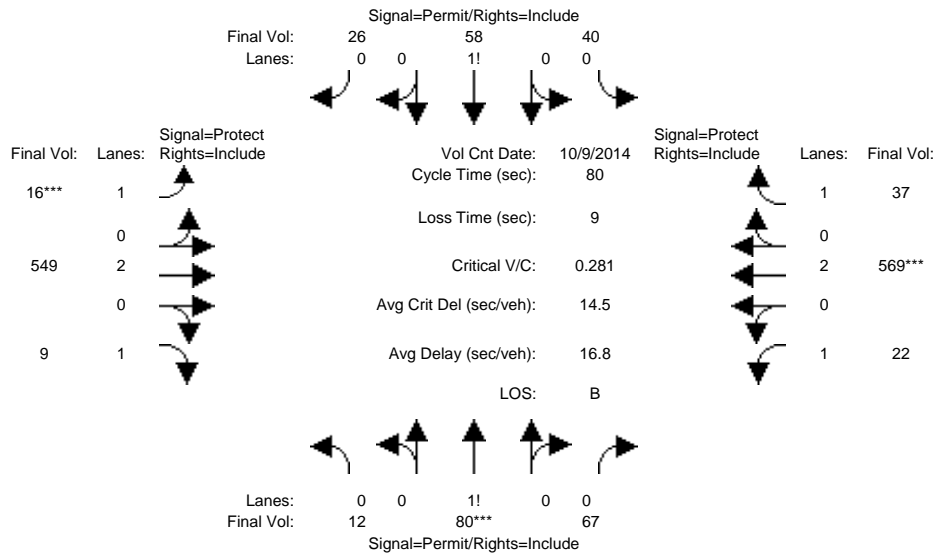 Signal=Permit/Rights=Include
Final Vol: 26 58 40
Lanes: 0 0 1! 0 0
Signal=Protect Signal=Protect
Final Vol: Lanes: Rights=Include Vol Cnt Date: 10/9/2014 Rights=Include Lanes: Final Vol:
Cycle Time (sec): 80
16*** 1 1 37
Loss Time (sec): 9
0 0
549 2 Critical V/C: 0.281 2 569***
0 Avg Crit Del (sec/veh): 14.5 0
9 1 Avg Delay (sec/veh): 16.8 1 22
LOS: B
Lanes: 0 0 1! 0 0
Final Vol: 12 80*** 67
Signal=Permit/Rights=Include